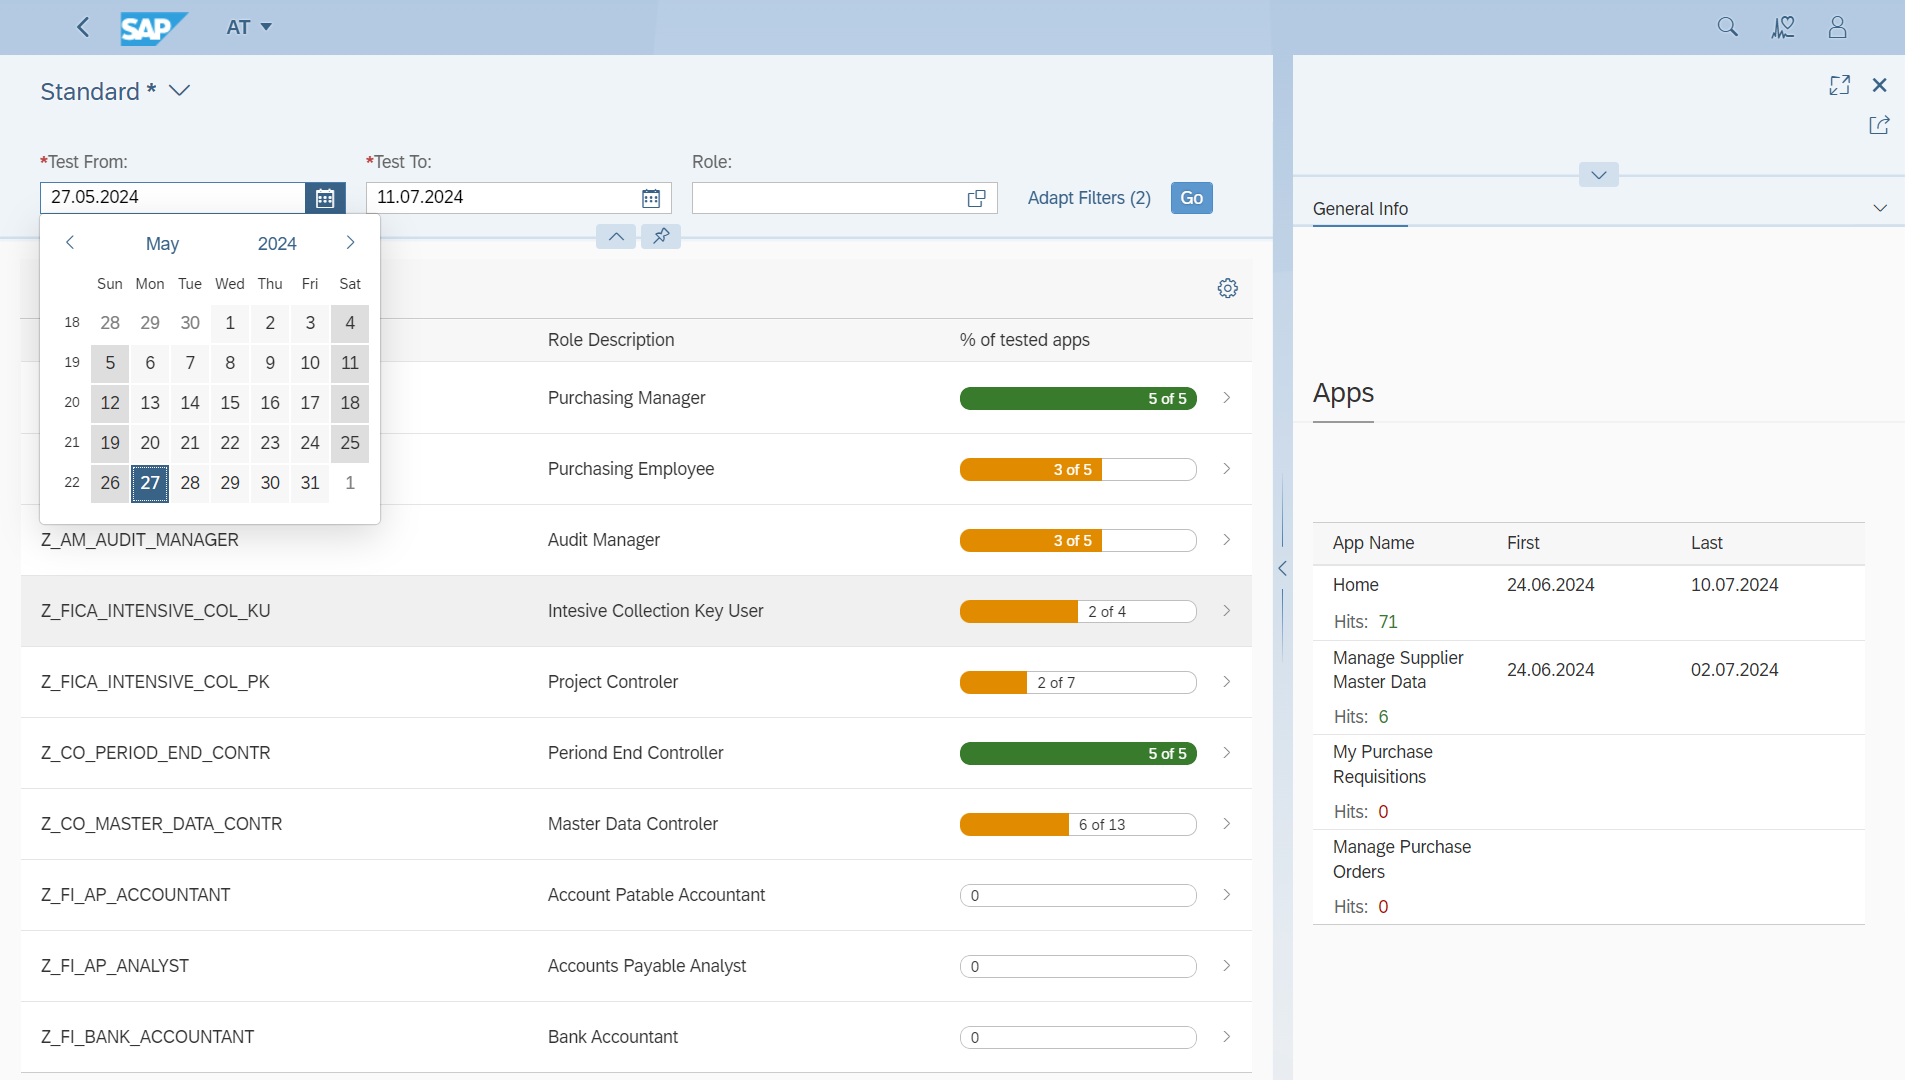 SAP
AT
Standard *
*Test From:
*Test To:
Role:
27.05.2024
11.07.2024
Adapt Filters (2)
Go
May
2024
Sun Mon Tue Wed Thu Fri Sat
18 28 29 30 1 2 3 4
19 5 6 7 8 9 10 11
20 12 13 14 15 16 17 18
21 19 20 21 22 23 24 25
22 26 27 28 29 30 31 1
Role Description
% of tested apps
Purchasing Manager
5 of 5
Purchasing Employee
3 of 5
Z_AM_AUDIT_MANAGER
Audit Manager
3 of 5
Z_FICA_INTENSIVE_COL_KU
Intesive Collection Key User
2 of 4
Z_FICA_INTENSIVE_COL_PK
Project Controler
2 of 7
Z_CO_PERIOD_END_CONTR
Periond End Controller
5 of 5
Z_CO_MASTER_DATA_CONTR
Master Data Controler
6 of 13
Z_FI_AP_ACCOUNTANT
Account Patable Accountant
0
Z_FI_AP_ANALYST
Accounts Payable Analyst
0
Z_FI_BANK_ACCOUNTANT
Bank Accountant
0
General Info
Apps
App Name
First
Last
Home
24.06.2024
10.07.2024
Hits: 71
Manage Supplier
Master Data
24.06.2024
02.07.2024
Hits: 6
My Purchase
Requisitions
Hits: 0
Manage Purchase
Orders
Hits: 0